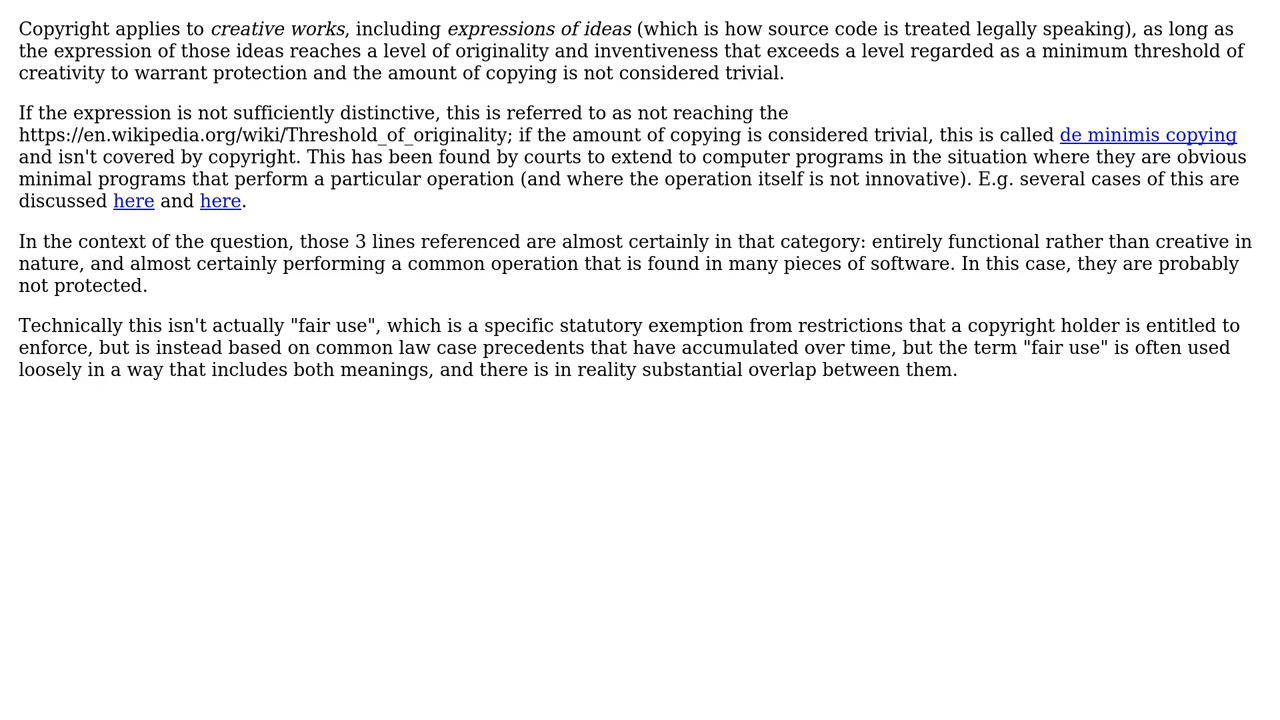 Copyright applies to creative works, including expressions of ideas (which is how source code is treated legally speaking), as long as
the expression of those ideas reaches a level of originality and inventiveness that exceeds a level regarded as a minimum threshold of
creativity to warrant protection and the amount of copying is not considered trivial.
If the expression is not sufficiently distinctive, this is referred to as not reaching the
https://en.wikipedia.org/wiki/Threshold_of_originality; if the amount of copying is considered trivial, this is called de minimis copying
and isn't covered by copyright. This has been found by courts to extend to computer programs in the situation where they are obvious
minimal programs that perform a particular operation (and where the operation itself is not innovative). E.g. several cases of this are
discussed here and here.
In the context of the question, those 3 lines referenced are almost certainly in that category: entirely functional rather than creative in
nature, and almost certainly performing a common operation that is found in many pieces of software. In this case, they are probably
not protected.
Technically this isn't actually "fair use", which is a specific statutory exemption from restrictions that a copyright holder is entitled to
enforce, but is instead based on common law case precedents that have accumulated over time, but the term "fair use" is often used
loosely in a way that includes both meanings, and there is in reality substantial overlap between them.